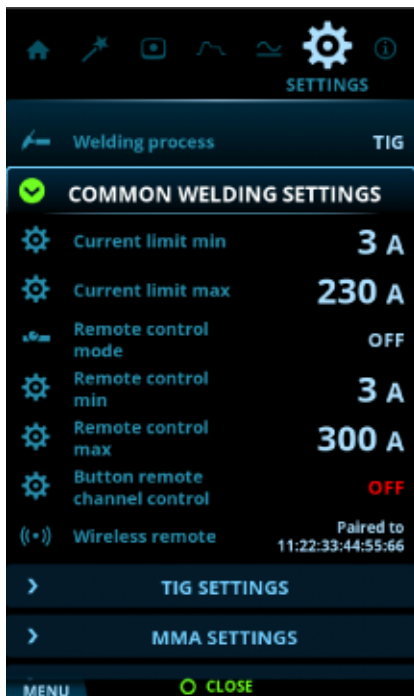 SETTINGS
Welding process TIG
COMMON WELDING SETTINGS
Current limit min 3 A
Current limit max 230 A
Remote control
mode OFF
Remote control
min 3 A
Remote control
max 300 A
Button remote
channel control OFF
Wireless remote Paired to
11:22:33:44:55:66
TIG SETTINGS
MMA SETTINGS
MENU CLOSE